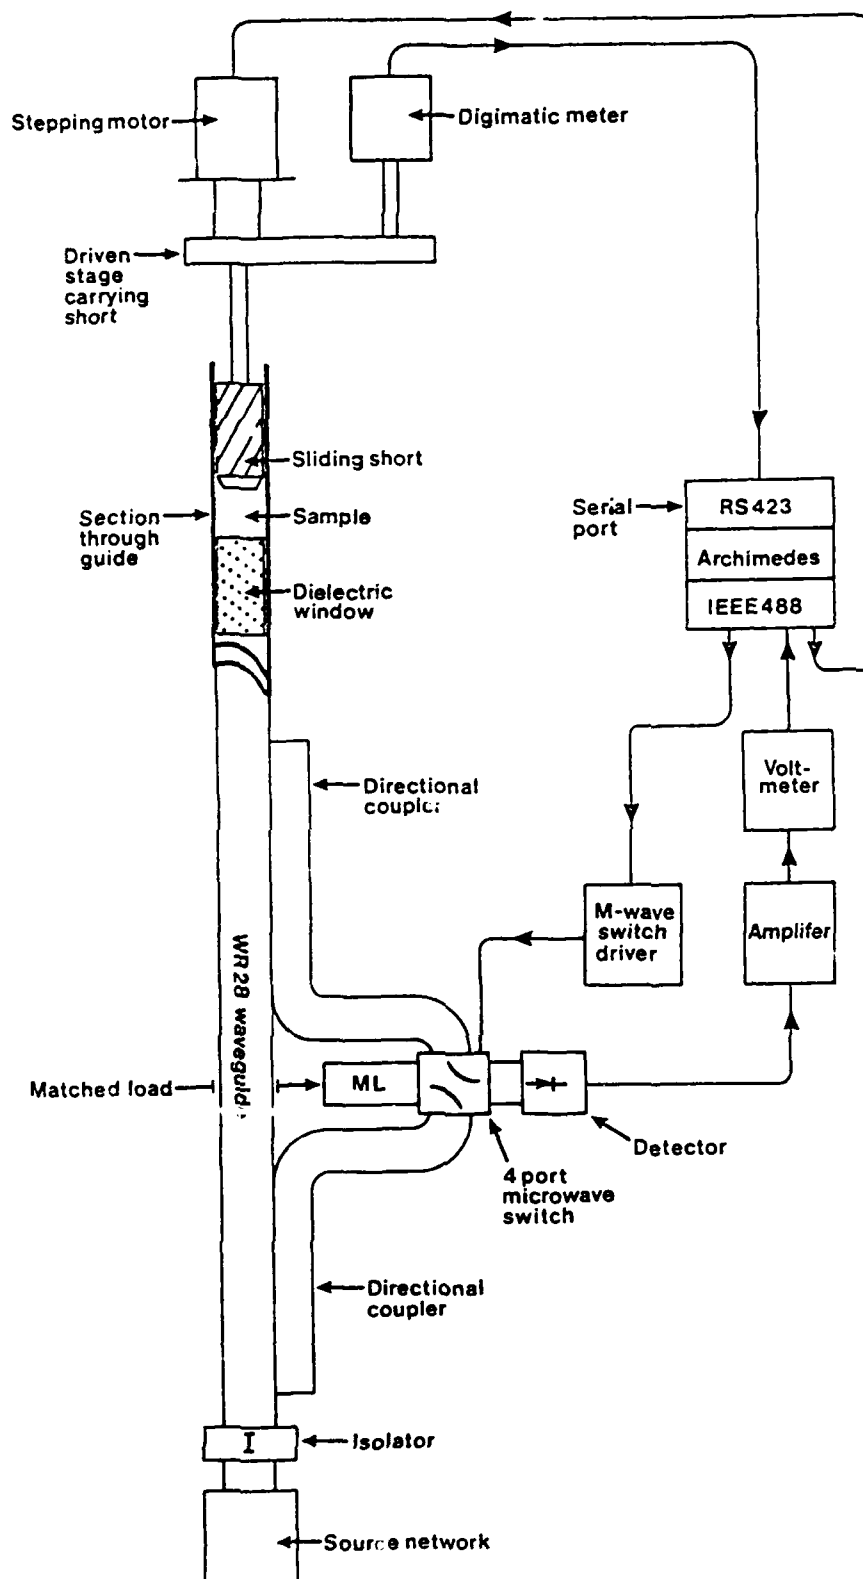 Stepping motor
Digimatic meter
Driven
stage
carrying
short
Sliding short
Section
through
guide
Sample
Serial
port
RS423
Archimedes
IEEE488
Dielectric
window
Directional
coupler
Volt-
meter
M-wave
switch
driver
Amplifer
WR28 waveguide
Matched load
ML
Detector
4 port
microwave
switch
Directional
coupler
I
Isolator
Source network